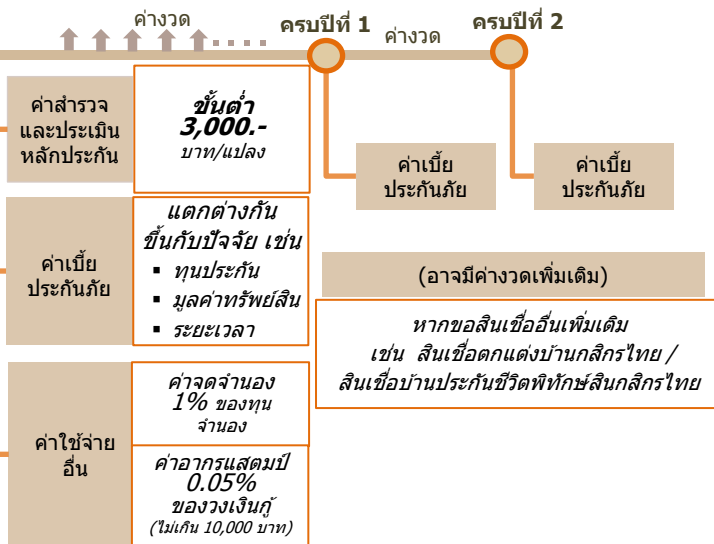 ค่างวด
ครบปีที่ 1
ค่างวด
ครบปีที่ 2
ค่าสำรวจ
และประเมิน
หลักประกัน
ขั้นต่ำ
3,000.-
บาท/แปลง
ค่าเบี้ย
ประกันภัย
ค่าเบี้ย
ประกันภัย
ค่าเบี้ย
ประกันภัย
แตกต่างกัน
ขึ้นกับปัจจัย เช่น
▪ ทุนประกัน
▪ มูลค่าทรัพย์สิน
▪ ระยะเวลา
(อาจมีค่างวดเพิ่มเติม)
หากขอสินเชื่ออื่นเพิ่มเติม
เช่น สินเชื่อตกแต่งบ้านกสิกรไทย /
สินเชื่อบ้านประกันชีวิตพิทักษ์สินกสิกรไทย
ค่าใช้จ่าย
อื่น
ค่าจดจำนอง
1% ของทุน
จำนอง
ค่าอากรแสตมป์
0.05%
ของวงเงินกู้
(ไม่เกิน 10,000 บาท)